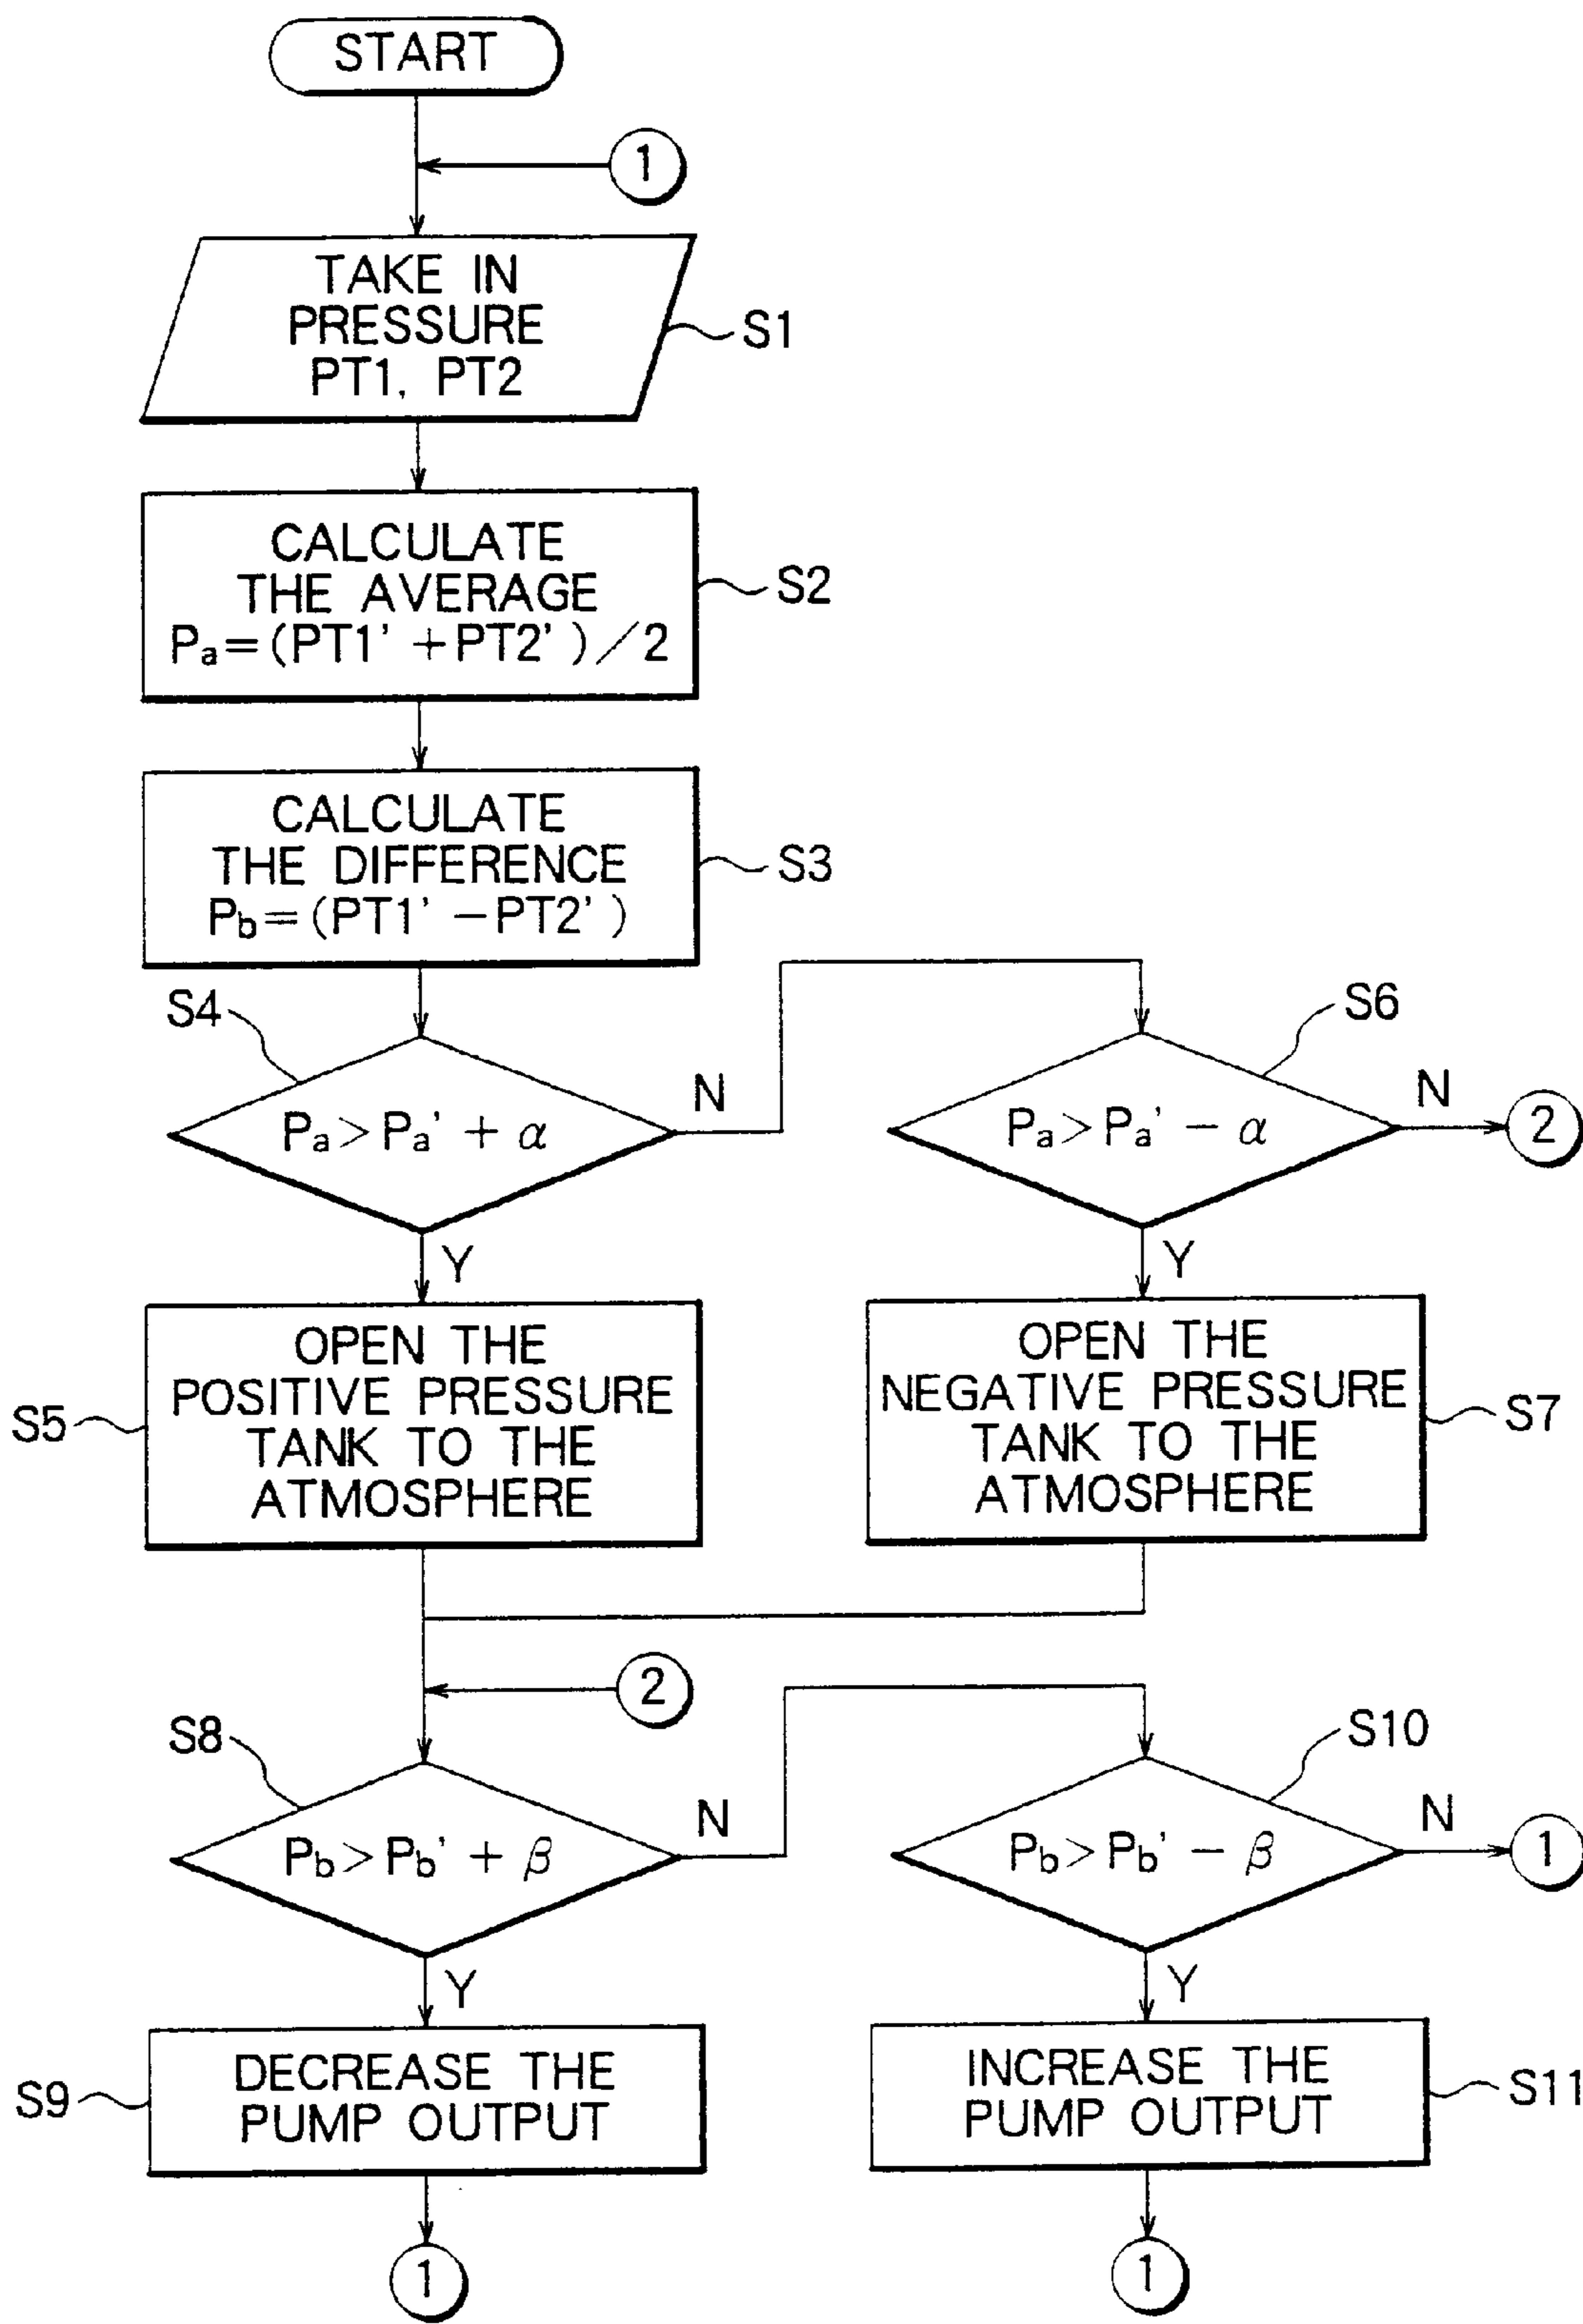 START
1
TAKE IN
PRESSURE
PT1, PT2
S1
CALCULATE
THE AVERAGE
Pa=(PT1'+PT2')/2
S2
CALCULATE
THE DIFFERENCE
Pb=(PT1'-PT2')
S3
S4
Pa>Pa'+α
N
Y
S6
Pa>Pa'-α
N
2
Y
OPEN THE
POSITIVE PRESSURE
TANK TO THE
ATMOSPHERE
S5
OPEN THE
NEGATIVE PRESSURE
TANK TO THE
ATMOSPHERE
S7
2
S8
Pb>Pb'+β
N
Y
S10
Pb>Pb'-β
N
1
Y
DECREASE THE
PUMP OUTPUT
S9
INCREASE THE
PUMP OUTPUT
S11
1
1